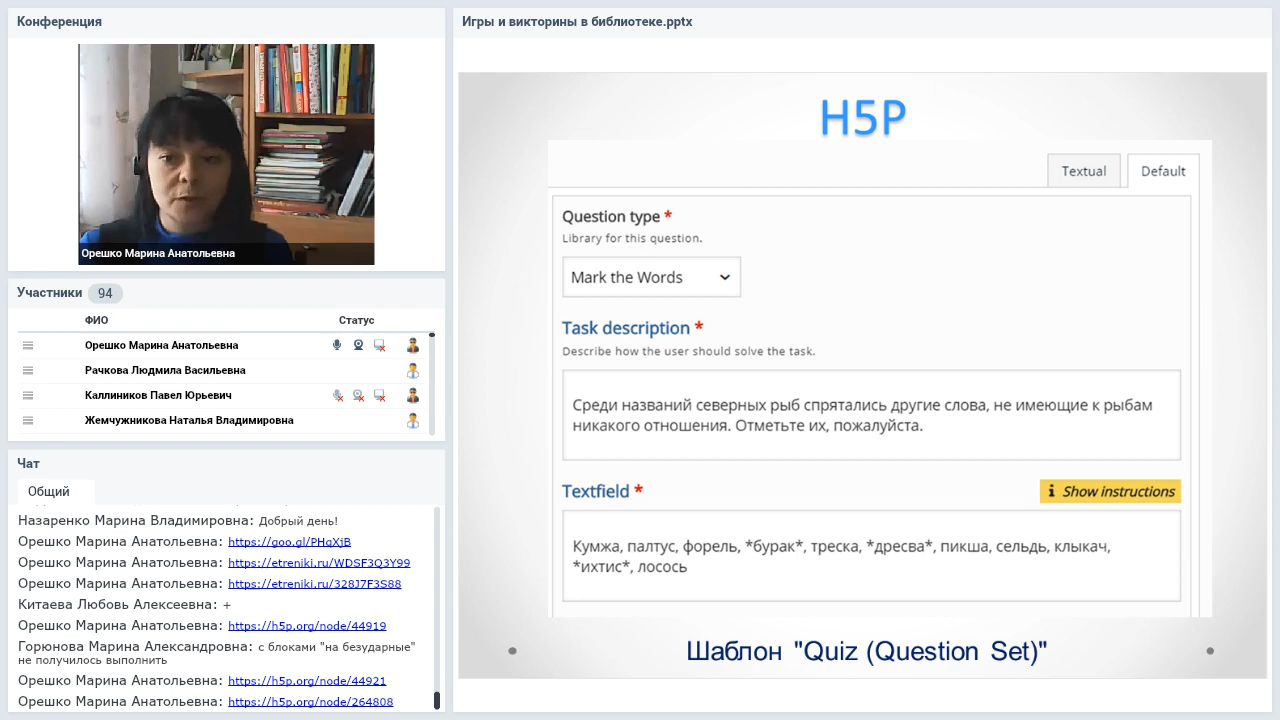 Конференция
Орешко Марина Анатольевна
Участники 94
ФИО Статус
Орешко Марина Анатольевна
Рачкова Людмила Васильевна
Каллиников Павел Юрьевич
Жемчужникова Наталья Владимировна
Чат
Общий
Назаренко Марина Владимировна: Добрый день!
Орешко Марина Анатольевна: https://goo.gl/PHqXjB
Орешко Марина Анатольевна: https://etreniki.ru/WDSF3Q3Y99
Орешко Марина Анатольевна: https://etreniki.ru/328J7F3S88
Китаева Любовь Алексеевна: +
Орешко Марина Анатольевна: https://h5p.org/node/44919
Горюнова Марина Александровна: с блоками "на безударные"
не получилось выполнить
Орешко Марина Анатольевна: https://h5p.org/node/44921
Орешко Марина Анатольевна: https://h5p.org/node/264808
Игры и викторины в библиотеке.pptx
H5P
Textual Default
Question type *
Library for this question.
Mark the Words
Task description *
Describe how the user should solve the task.
Среди названий северных рыб спрятались другие слова, не имеющие к рыбам
никакого отношения. Отметьте их, пожалуйста.
Textfield *
i Show instructions
Кумжа, палтус, форель, *бурак*, треска, *дресва*, пикша, сельдь, клыкач,
*ихтис*, лосось
Шаблон "Quiz (Question Set)"